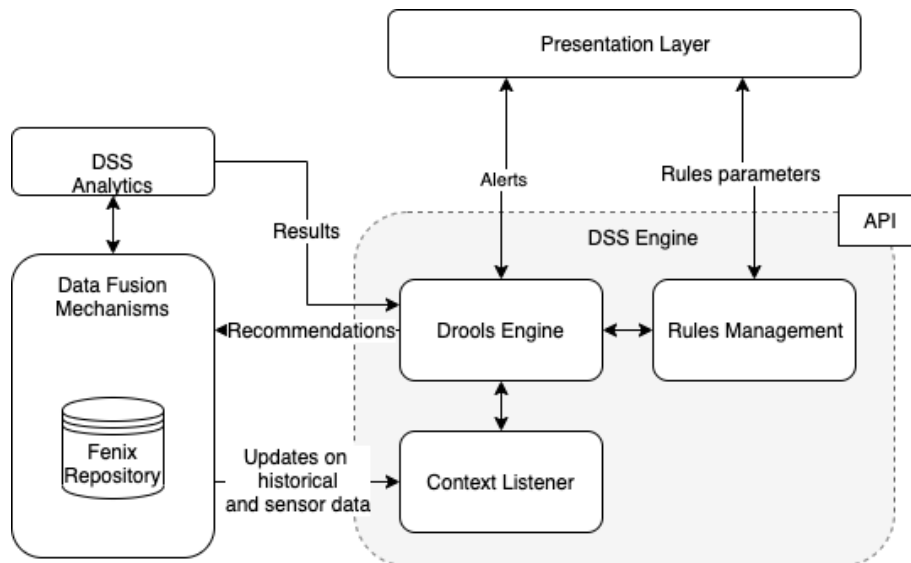 Presentation Layer
DSS
Analytics
Alerts
Rules parameters
API
Results
DSS Engine
Data Fusion
Mechanisms
Recommendations
Drools Engine
Rules Management
Fenix
Repository
Updates on
historical
and sensor data
Context Listener